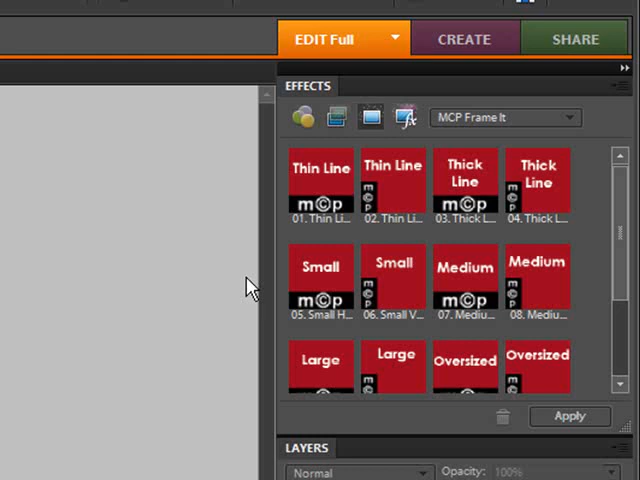 EDIT Full
CREATE
SHARE
EFFECTS
MCP Frame It
Thin Line
Thin Line
Thick
Line
Thick
Line
m©p
m©p
m©p
m©p
01. Thin Li...
02. Thin Li...
03. Thick L...
04. Thick L...
Small
Small
Medium
Medium
m©p
m©p
m©p
m©p
05. Small H...
06. Small V...
07. Mediu...
08. Mediu...
Large
Large
Oversized
Oversized
m©p
m©p
m©p
m©p
Apply
LAYERS
Normal
Opacity: 100%